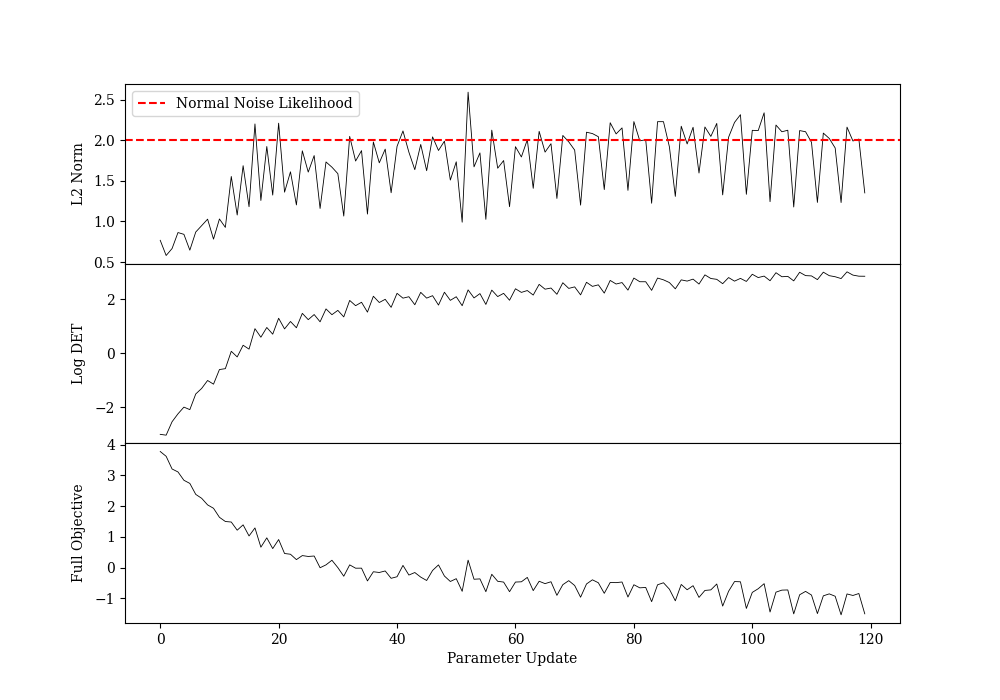 Normal Noise Likelihood
2.5
2.0
1.5
1.0
0.5
L2 Norm
2
0
−2
Log DET
4
3
2
1
0
−1
Full Objective
0 20 40 60 80 100 120
Parameter Update